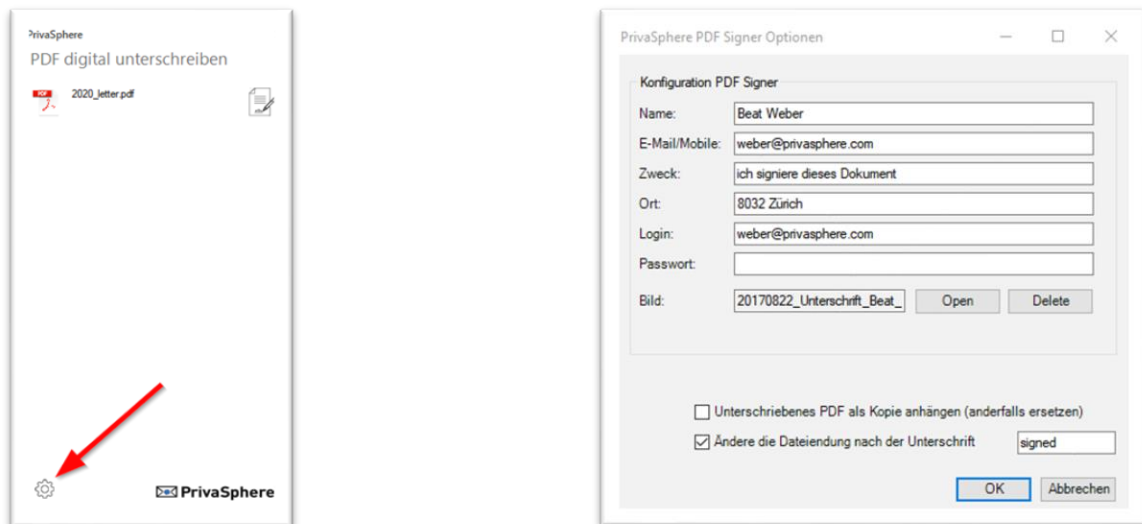 PrivaSphere
PDF digital unterschreiben
PDF
2020_letter.pdf
PrivaSphere
PrivaSphere PDF Signer Optionen
Konfiguration PDF Signer
Name: Beat Weber
E-Mail/Mobile: weber@privasphere.com
Zweck: ich signiere dieses Dokument
Ort: 8032 Zürich
Login: weber@privasphere.com
Passwort:
Bild: 20170822_Unterschrift_Beat_ Open Delete
Unterschriebenes PDF als Kopie anhängen (anderfalls ersetzen)
Ändere die Dateiendung nach der Unterschrift signed
OK Abbrechen